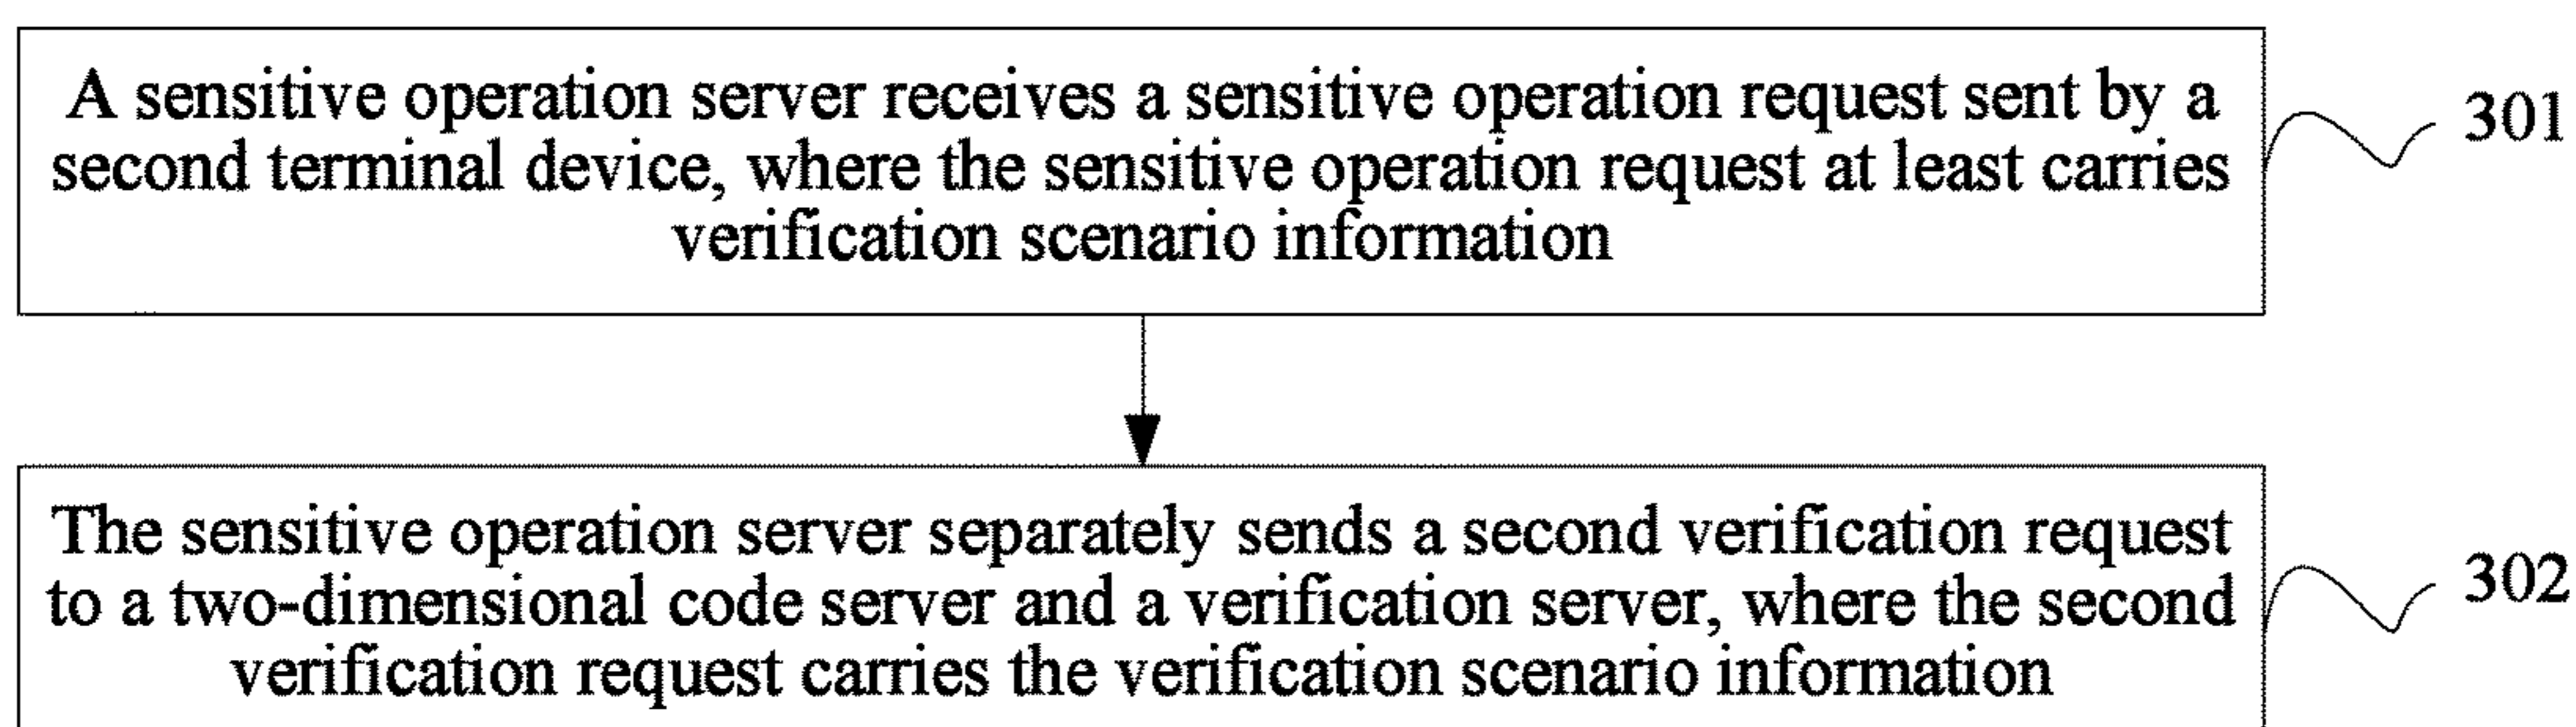 A sensitive operation server receives a sensitive operation request sent by a
second terminal device, where the sensitive operation request at least carries
verification scenario information
301
The sensitive operation server separately sends a second verification request
to a two-dimensional code server and a verification server, where the second
verification request carries the verification scenario information
302